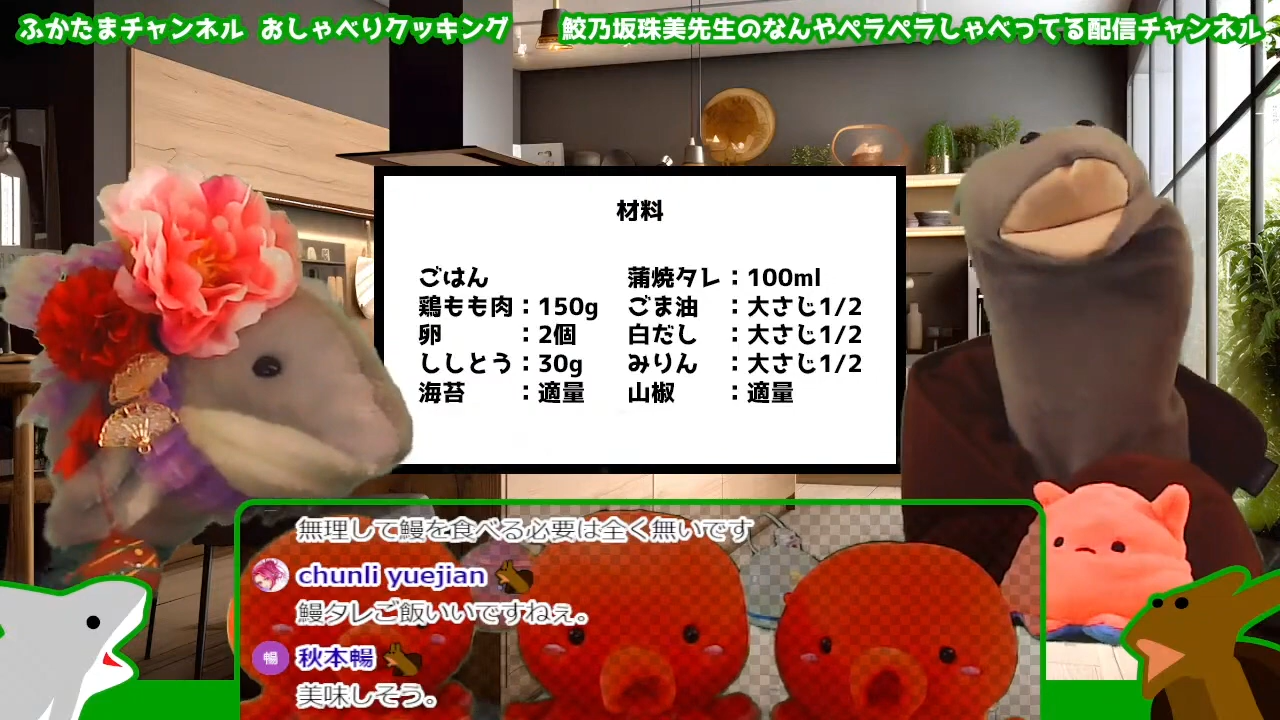 ふかたまチャンネル おしゃべりクッキング
鮫乃坂珠美先生のなんやペラペラしゃべってる配信チャンネル
材料
ごはん
鶏もも肉：150g
卵：2個
ししとう：30g
海苔：適量
蒲焼タレ：100ml
ごま油：大さじ1/2
白だし：大さじ1/2
みりん：大さじ1/2
山椒：適量
無理して鰻を食べる必要は全く無いです
chunli yuejian
鰻タレご飯いいですねぇ。
暢
秋本暢
美味しそう。